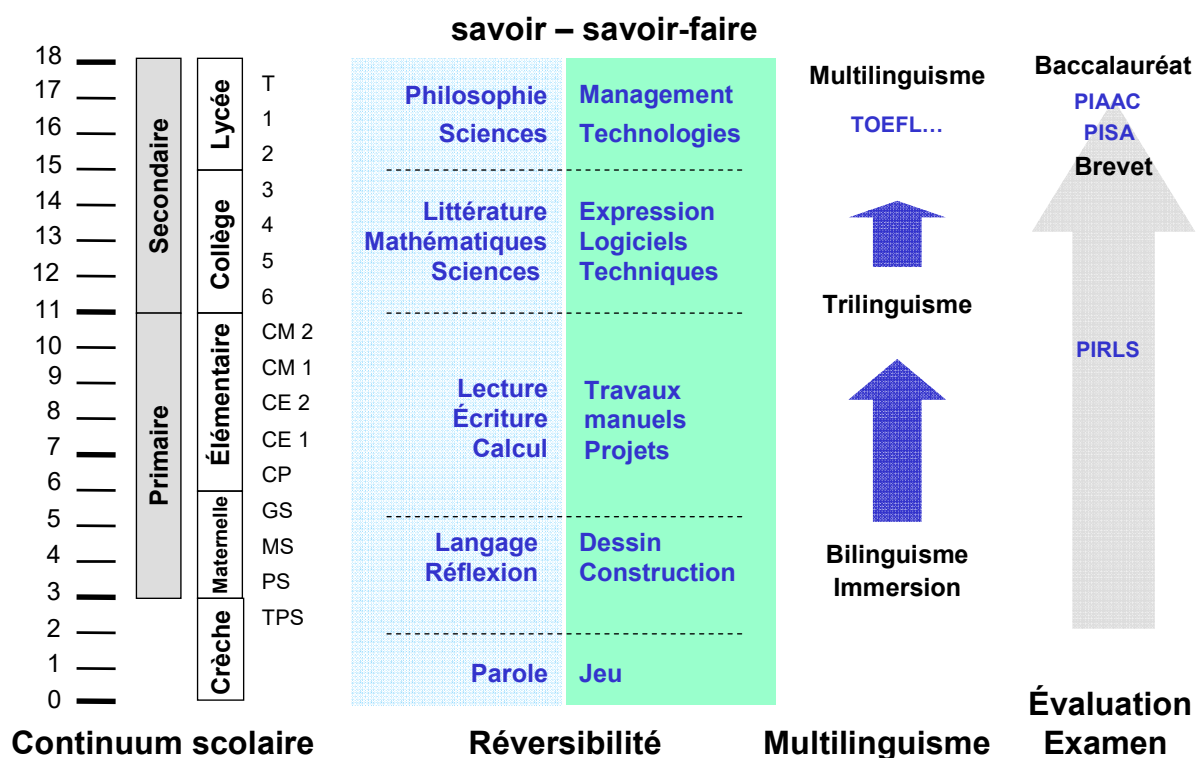 savoir – savoir-faire
18
17
16
15
14
13
12
11
10
9
8
7
6
5
4
3
2
1
0
Secondaire
Primaire
Lycée
Collège
Élémentaire
Maternelle
Crèche
T
1
2
3
4
5
6
CM 2
CM 1
CE 2
CE 1
CP
GS
MS
PS
TPS
Philosophie
Sciences
Management
Technologies
Littérature
Mathématiques
Sciences
Expression
Logiciels
Techniques
Lecture
Écriture
Calcul
Travaux
manuels
Projets
Langage
Réflexion
Dessin
Construction
Parole
Jeu
Multilinguisme
TOEFL…
Trilinguisme
Bilinguisme
Immersion
Baccalauréat
PIAAC
PISA
Brevet
PIRLS
Continuum scolaire
Réversibilité
Multilinguisme
Évaluation
Examen